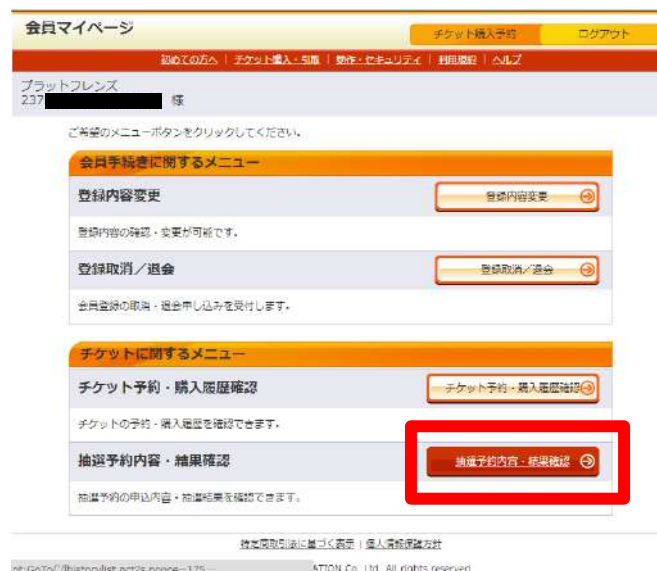 会員マイページ
チケット購入予約
ログアウト
初めての方へ | チケット購入・引取 | 動作・セキュリティ | 利用規約 | ヘルプ
プラットフレンズ
237 様
ご希望のメニューボタンをクリックしてください。
会員手続きに関するメニュー
登録内容変更
登録内容変更
登録内容の確認・変更が可能です。
登録取消／退会
登録取消／退会
会員登録の取消・退会申し込みを受付します。
チケットに関するメニュー
チケット予約・購入履歴確認
チケット予約・購入履歴確認
チケットの予約・購入履歴を確認できます。
抽選予約内容・結果確認
抽選予約内容・結果確認
抽選予約の申込内容・抽選結果を確認できます。
特定商取引法に基づく表示 | 個人情報保護方針
ATION Co., Ltd. All rights reserved.